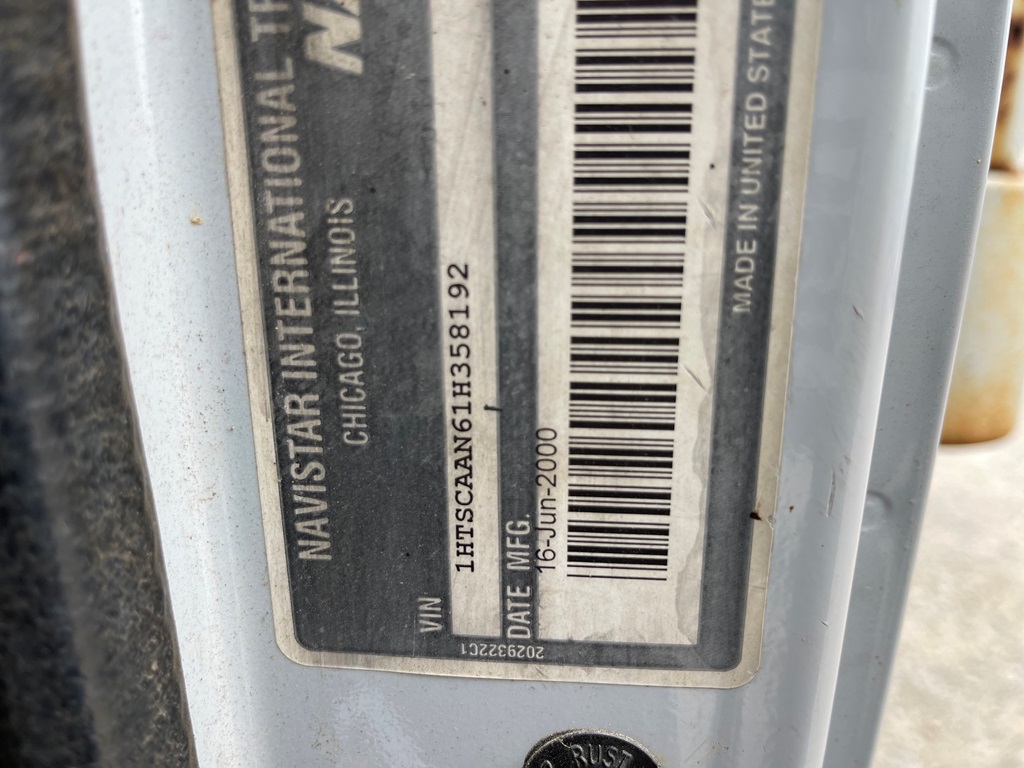 NAVISTAR INTERNATIONAL
CHICAGO, ILLINOIS
VIN
1HTSCAAN61H358192
DATE MFG.
16-Jun-2000
MADE IN UNITED STATE
2029322C1
RUST